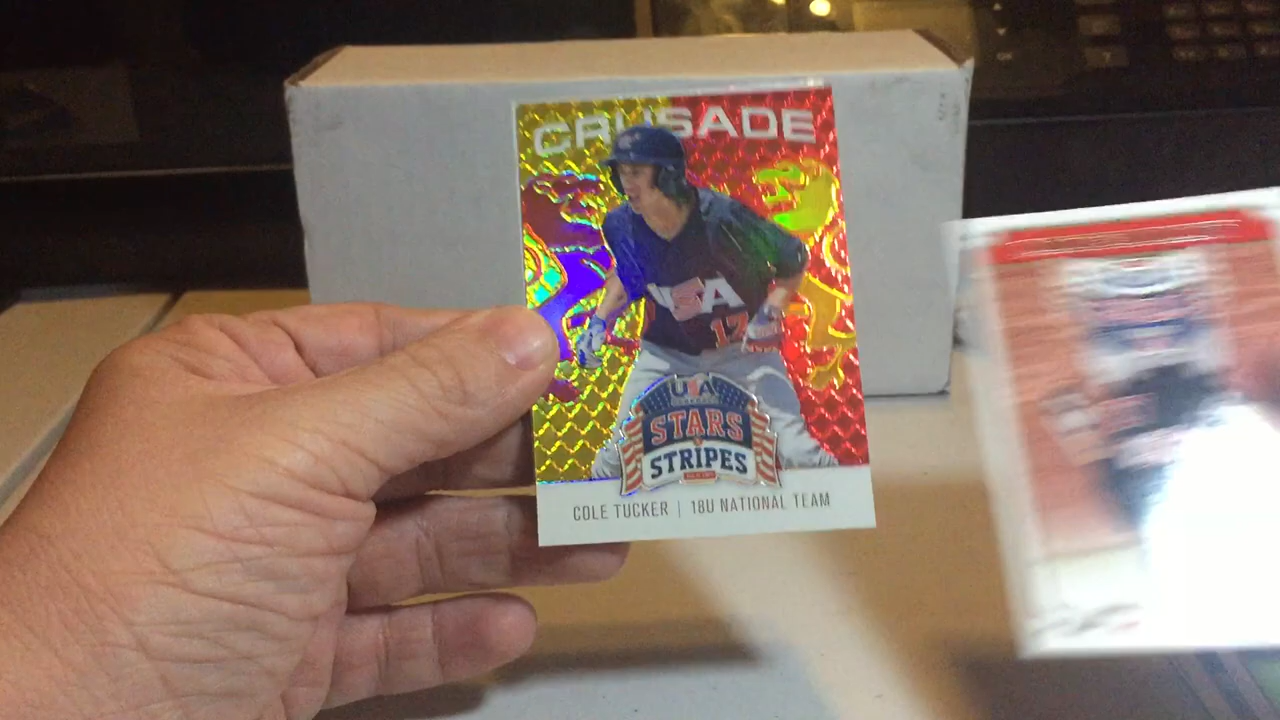 CRUSADE
USA
17
USA
STARS
STRIPES
COLE TUCKER | 18U NATIONAL TEAM